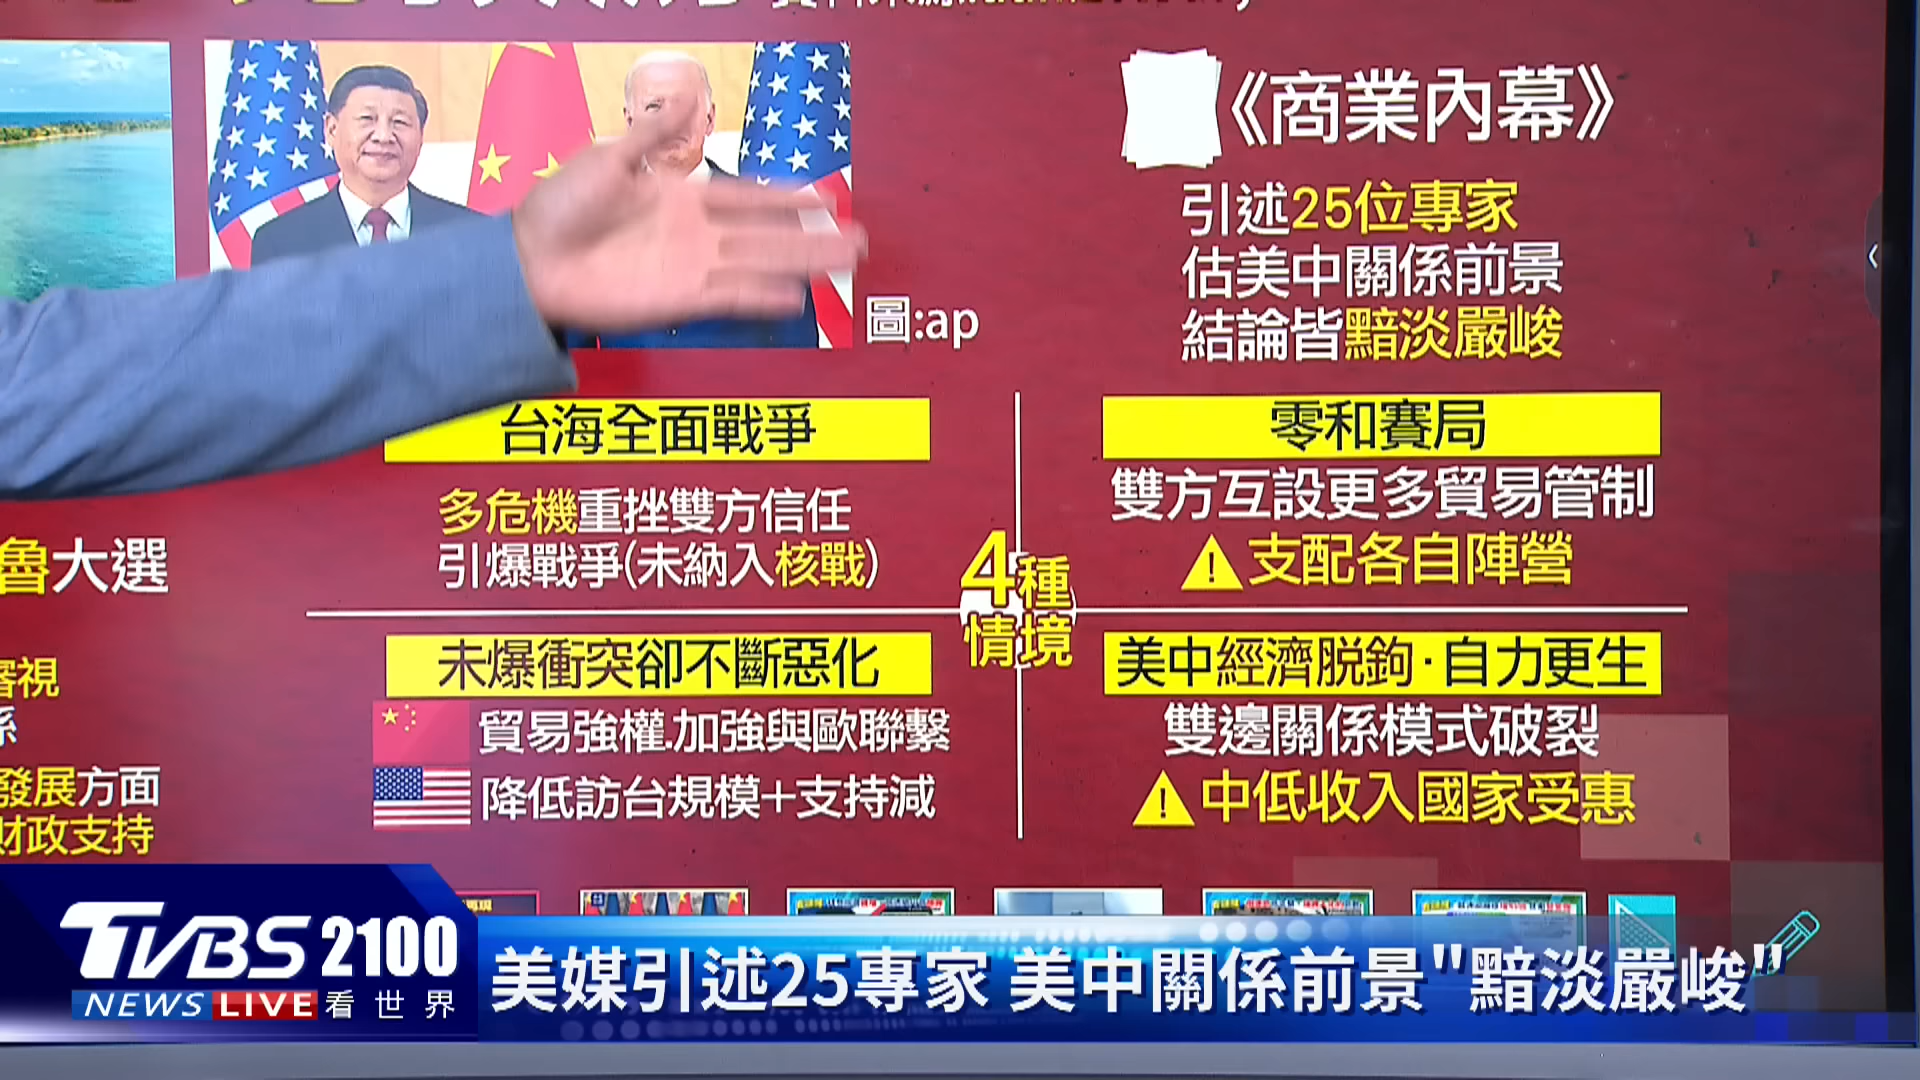 《商業內幕》
引述25位專家
估美中關係前景
結論皆黯淡嚴峻
圖:ap
台海全面戰爭
多危機重挫雙方信任
引爆戰爭(未納入核戰)
零和賽局
雙方互設更多貿易管制
支配各自陣營
4種
情境
未爆衝突卻不斷惡化
貿易強權.加強與歐聯繫
降低訪台規模+支持減
美中經濟脫鉤·自力更生
雙邊關係模式破裂
中低收入國家受惠
魯大選
審視
係
發展方面
財政支持
TVBS 2100
NEWS LIVE 看世界
美媒引述25專家 美中關係前景"黯淡嚴峻"